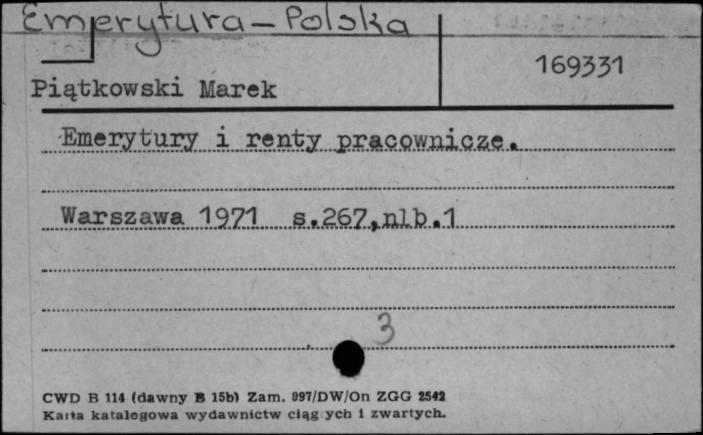 Emerytura – Polska
169331
Piątkowski Marek
Emerytury i renty pracownicze.
Warszawa 1971 s.267,nlb.1
3
CWD B 114 (dawny B 15b) Zam. 997/DW/On ZGG 2542
Karta katalogowa wydawnictw ciągłych i zwartych.